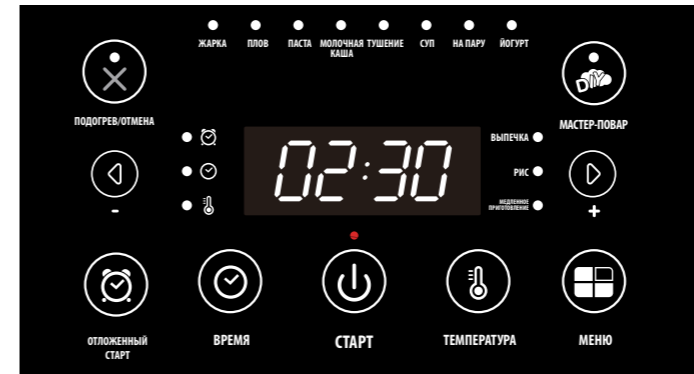 ЖАРКА
ПЛОВ
ПАСТА
МОЛОЧНАЯ
КАША
ТУШЕНИЕ
СУП
НА ПАРУ
ЙОГУРТ
DIY
ПОДОГРЕВ/ОТМЕНА
МАСТЕР-ПОВАР
02:30
ВЫПЕЧКА
РИС
МЕДЛЕННОЕ
ПРИГОТОВЛЕНИЕ
-
+
ОТЛОЖЕННЫЙ
СТАРТ
ВРЕМЯ
СТАРТ
ТЕМПЕРАТУРА
МЕНЮ